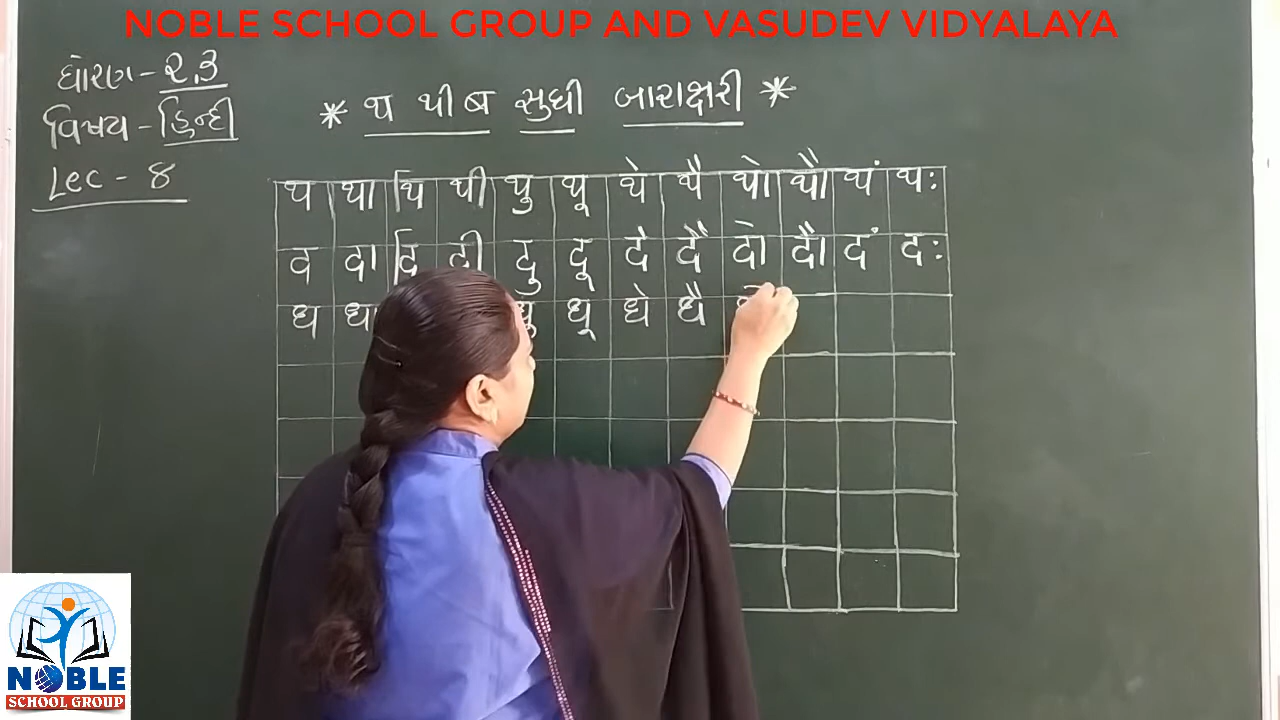 NOBLE SCHOOL GROUP AND VASUDEV VIDYALAYA
ધોરણ - ૨,૩
વિષય - હિન્દી
Lec - 8
* थ થી ब સુધી બારાક્ષરી *
थ था थि थी थु थू थे थै थो थौ थं थः
द दा दि दी दु दू दे दै दो दौ दं दः
ध धा धु धू धे धै
NOBLE
SCHOOL GROUP